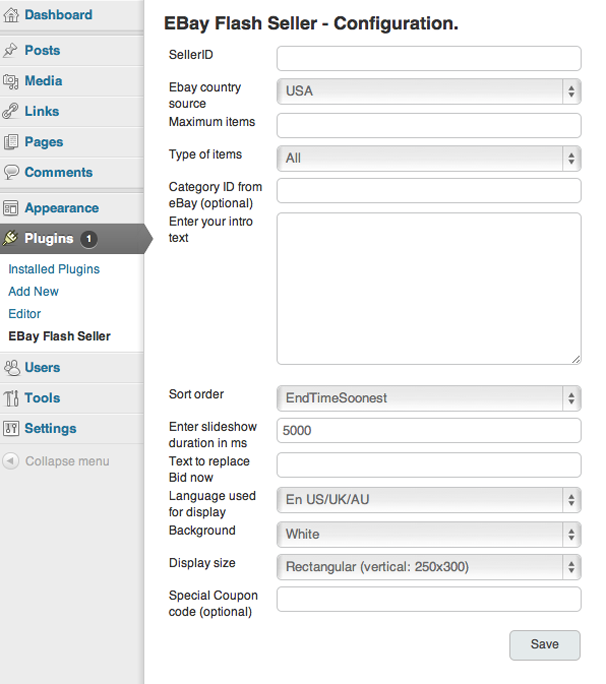 Dashboard
Posts
Media
Links
Pages
Comments
Appearance
Plugins 1
Installed Plugins
Add New
Editor
EBay Flash Seller
Users
Tools
Settings
Collapse menu
EBay Flash Seller - Configuration.
SellerID
Ebay country
source
USA
Maximum items
Type of items
All
Category ID from
eBay (optional)
Enter your intro
text
Sort order
EndTimeSoonest
Enter slideshow
duration in ms
5000
Text to replace
Bid now
Language used
for display
En US/UK/AU
Background
White
Display size
Rectangular (vertical: 250x300)
Special Coupon
code (optional)
Save